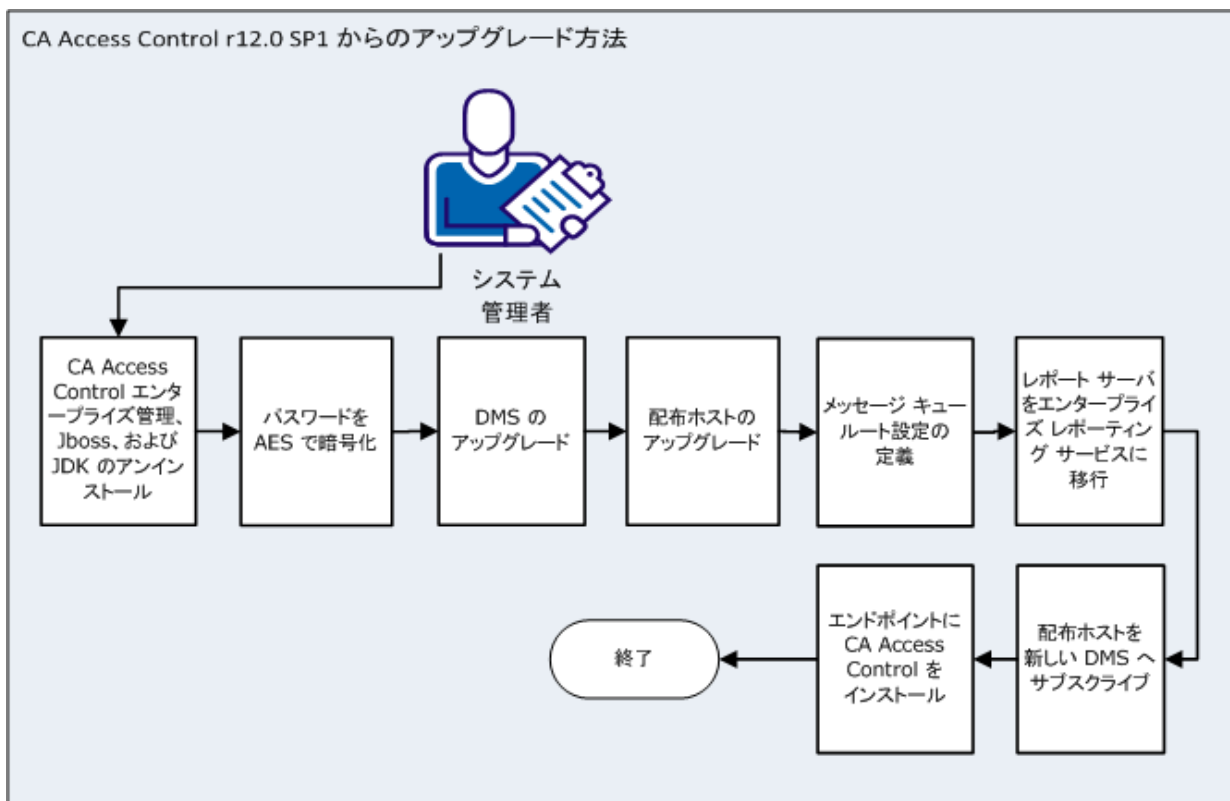 CA Access Control r12.0 SP1 からのアップグレード方法
システム
管理者
CA Access
Control エンタ
ープライズ管理、
Jboss、および
JDK のアンイン
ストール
パスワードを
AES で暗号化
DMS の
アップグレード
配布ホストの
アップグレード
メッセージ キュー
ルート設定の
定義
レポート サーバ
をエンタープライ
ズ レポーティン
グ サービスに
移行
配布ホストを
新しい DMS へ
サブスクライブ
エンドポイントに
CA Access
Control を
インストール
終了